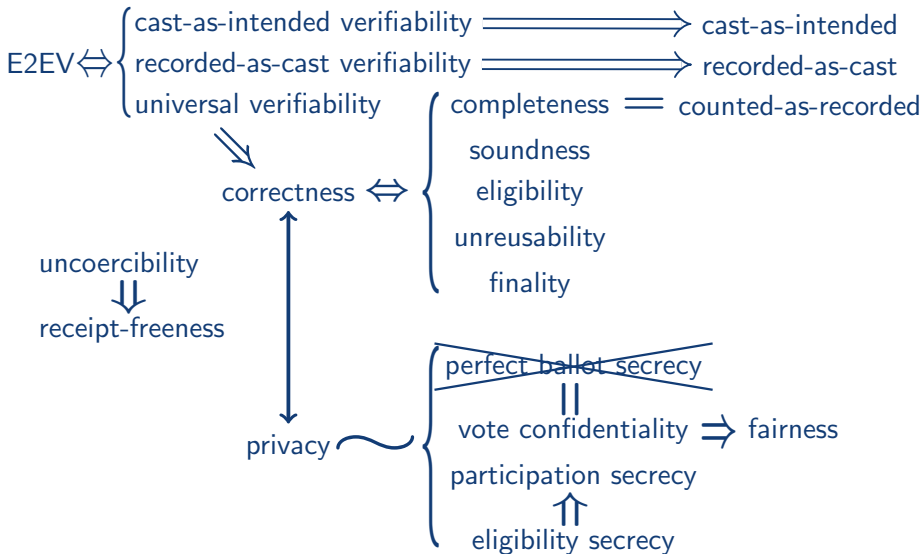 cast-as-intended verifiability ⟹ cast-as-intended
E2EV ⇔ recorded-as-cast verifiability ⟹ recorded-as-cast
universal verifiability
completeness = counted-as-recorded
soundness
correctness ⇔ eligibility
unreusability
finality
uncoercibility
receipt-freeness
perfect ballot secrecy
vote confidentiality ⇒ fairness
privacy
participation secrecy
eligibility secrecy